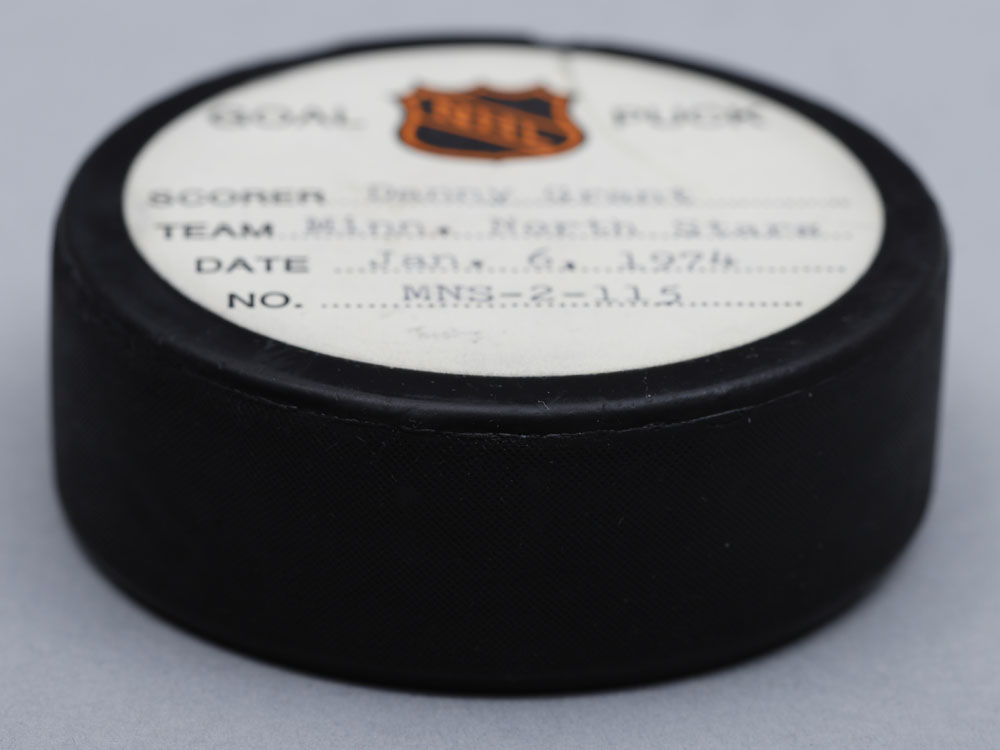 GOAL NHL PUCK
SCORER Danny Grant
TEAM Minn. North Stars
DATE Jan. 6, 1974
NO. MNS-2-115